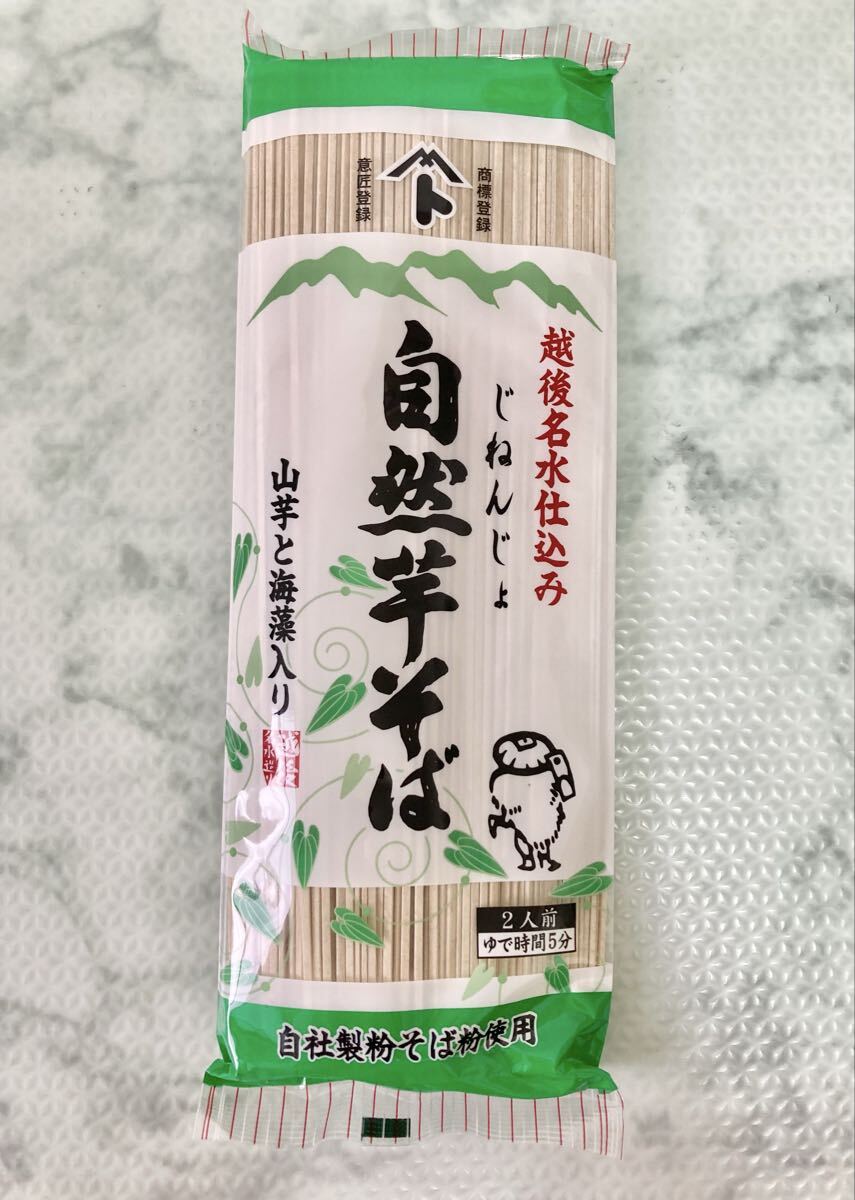 商標登録
ト
意匠登録
越後名水仕込み
じねんじょ
自然芋そば
山芋と海藻入り
2人前
ゆで時間5分
自社製粉そば粉使用